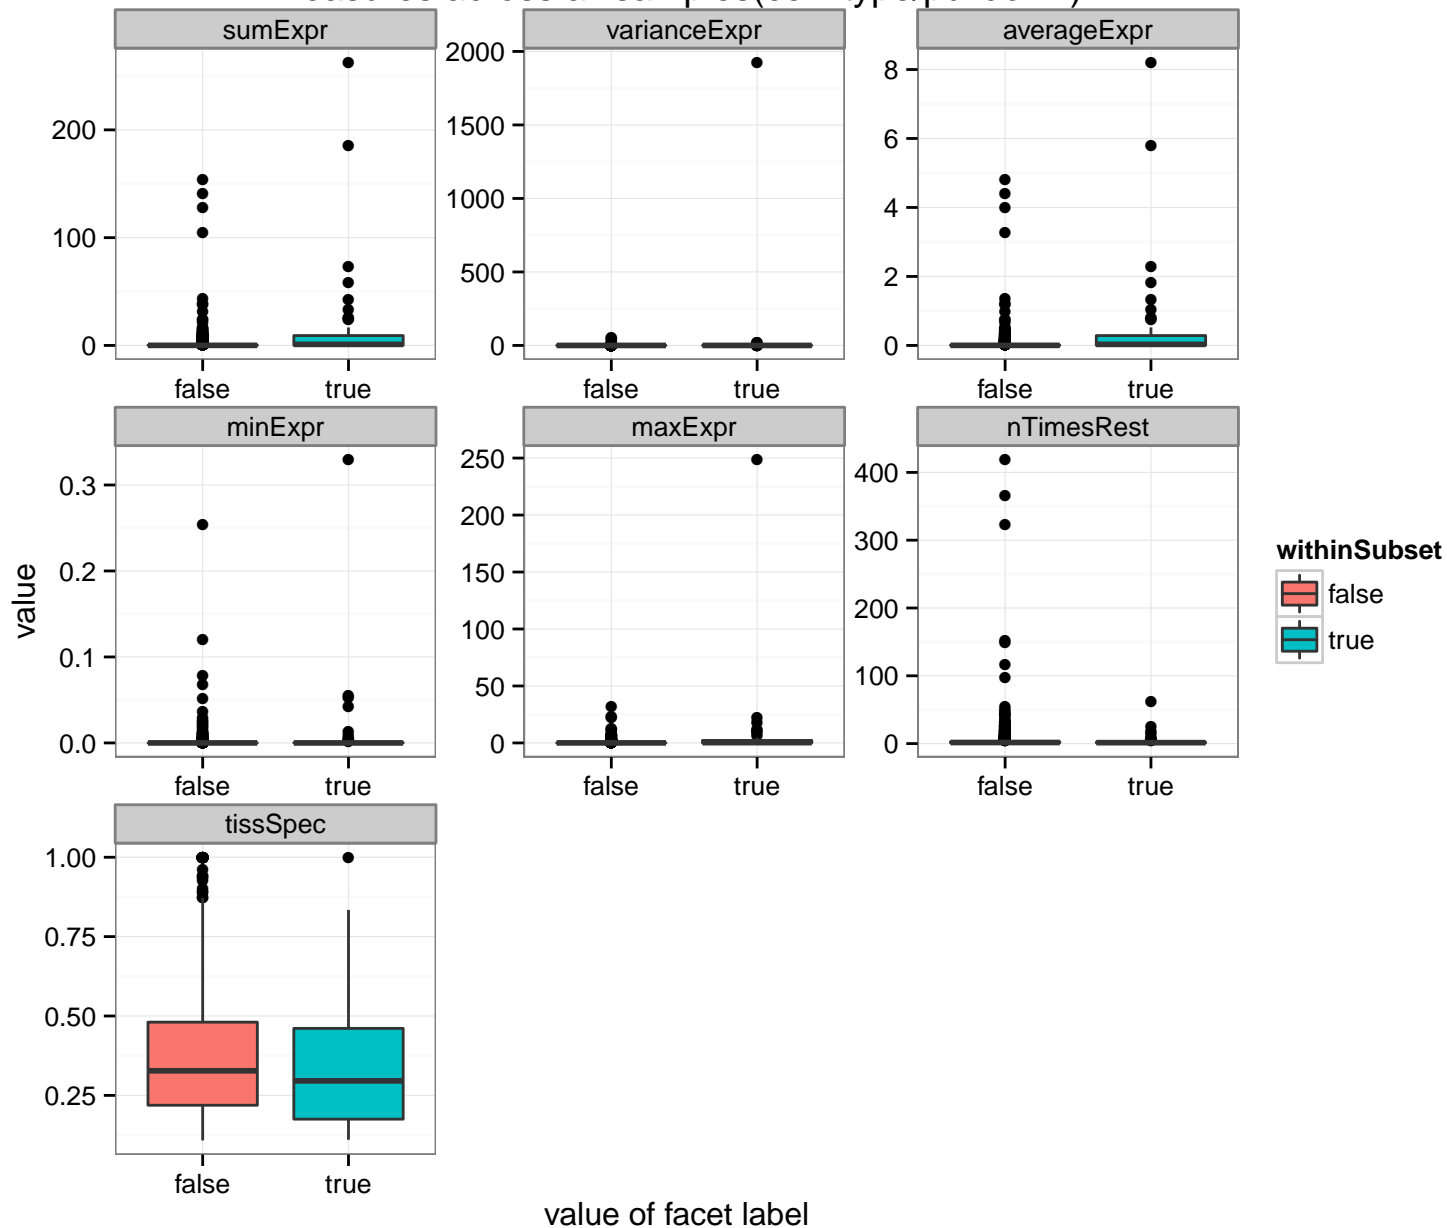 sumExpr varianceExpr averageExpr
2000
1500
1000
500
0
200
100
0
8
6
4
2
0
false true false true false true
minExpr maxExpr nTimesRest
value
0.3
0.2
0.1
0.0
250
200
150
100
50
0
400
300
200
100
0
false true false true false true
withinSubset
false
true
tissSpec
1.00
0.75
0.50
0.25
false true
value of facet label